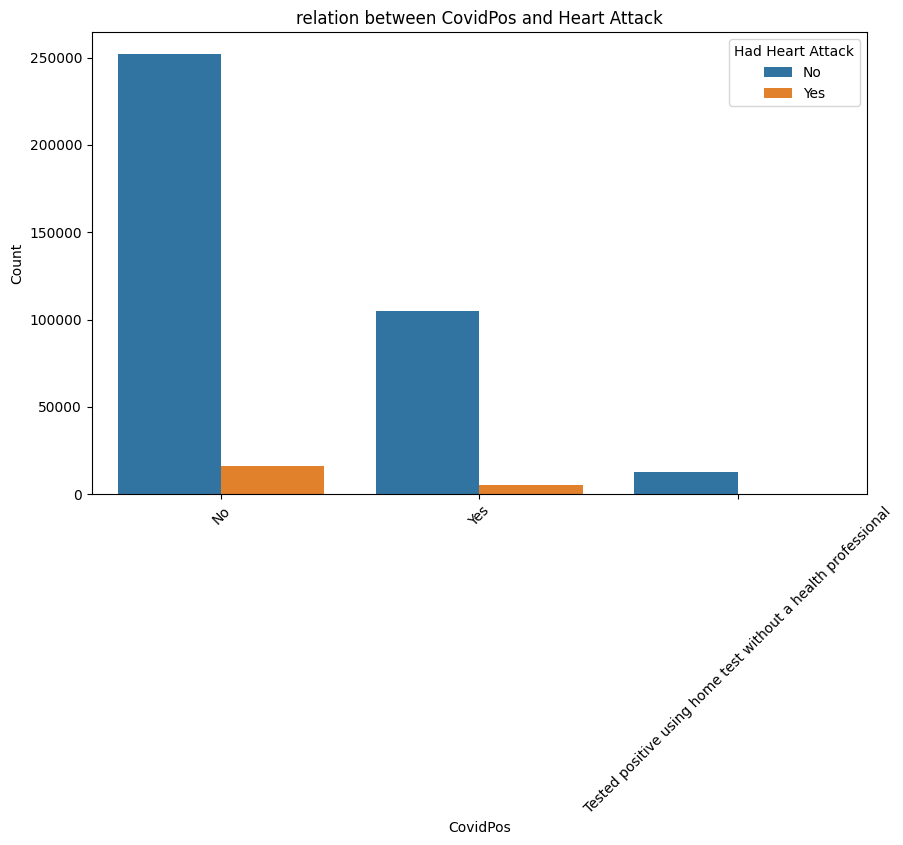 relation between CovidPos and Heart Attack
Had Heart Attack
No
Yes
250000
200000
150000
100000
50000
0
Count
No
Yes
Tested positive using home test without a health professional
CovidPos